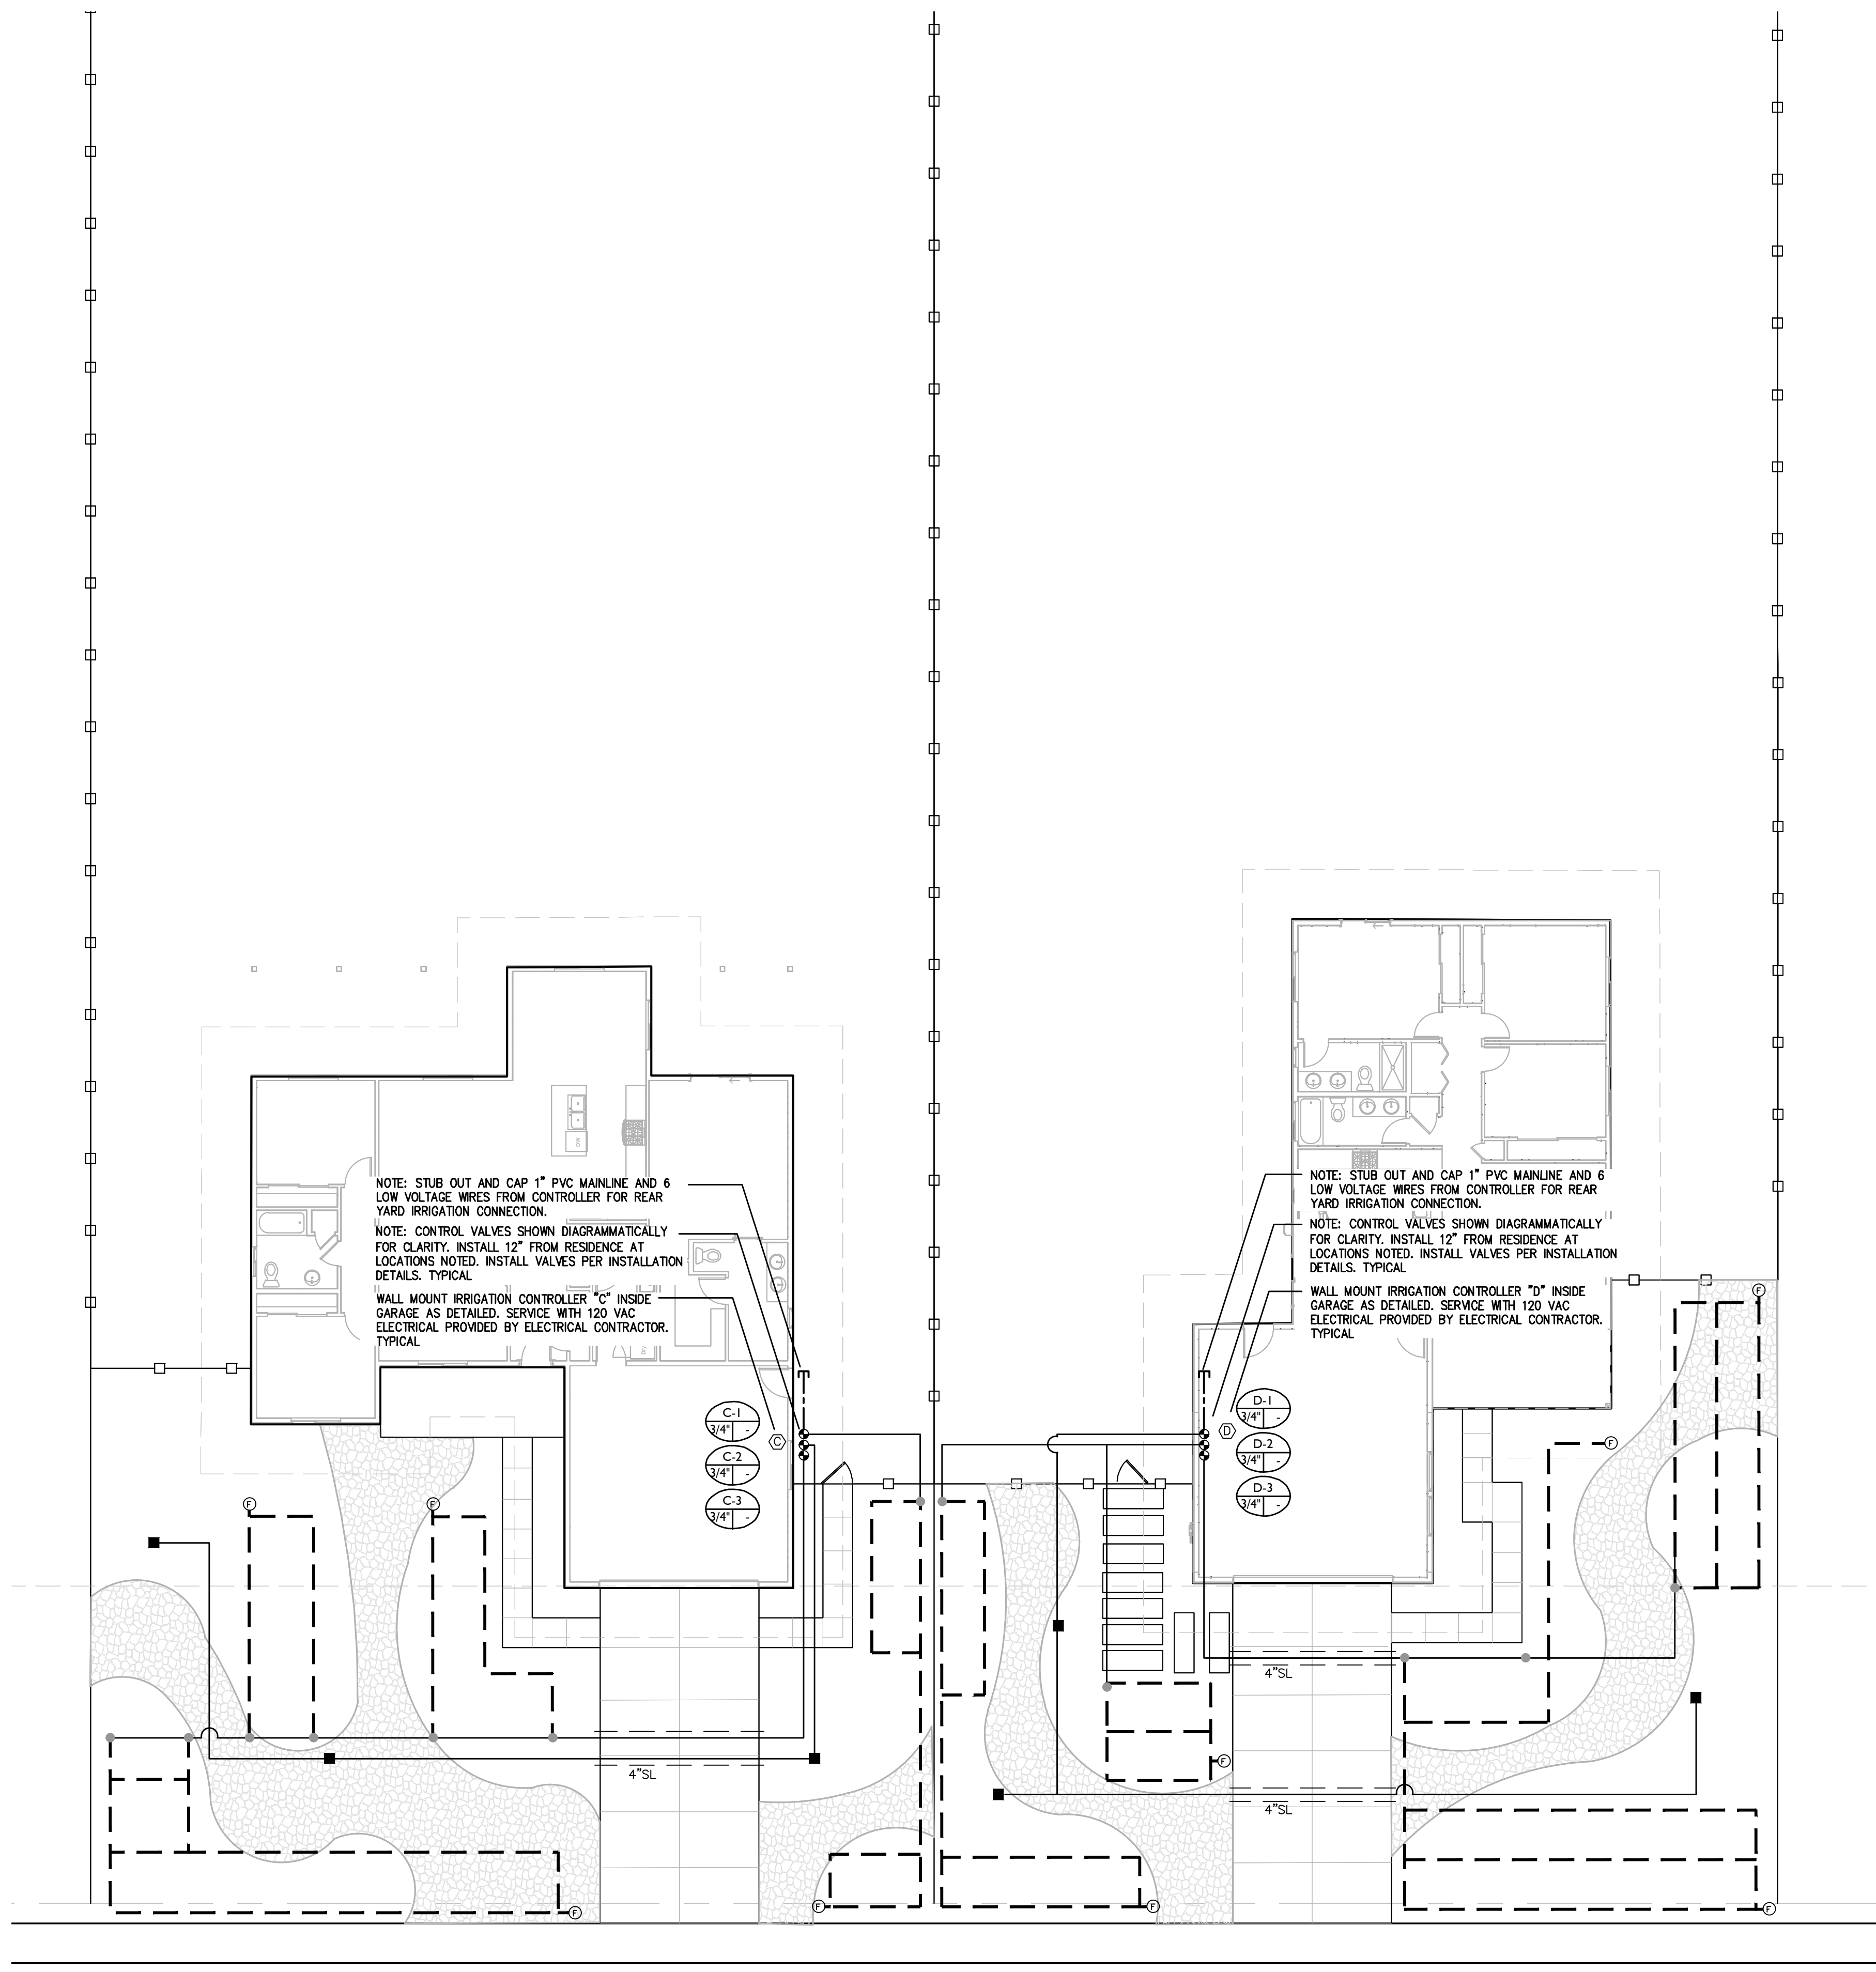 NOTE: STUB OUT AND CAP 1" PVC MAINLINE AND 6
LOW VOLTAGE WIRES FROM CONTROLLER FOR REAR
YARD IRRIGATION CONNECTION.
NOTE: CONTROL VALVES SHOWN DIAGRAMMATICALLY
FOR CLARITY. INSTALL 12" FROM RESIDENCE AT
LOCATIONS NOTED. INSTALL VALVES PER INSTALLATION
DETAILS. TYPICAL
WALL MOUNT IRRIGATION CONTROLLER "C" INSIDE
GARAGE AS DETAILED. SERVICE WITH 120 VAC
ELECTRICAL PROVIDED BY ELECTRICAL CONTRACTOR.
TYPICAL
DW
C-1
3/4" -
C-2
3/4" -
C-3
3/4" -
C
F
F
4"SL
F
F
NOTE: STUB OUT AND CAP 1" PVC MAINLINE AND 6
LOW VOLTAGE WIRES FROM CONTROLLER FOR REAR
YARD IRRIGATION CONNECTION.
NOTE: CONTROL VALVES SHOWN DIAGRAMMATICALLY
FOR CLARITY. INSTALL 12" FROM RESIDENCE AT
LOCATIONS NOTED. INSTALL VALVES PER INSTALLATION
DETAILS. TYPICAL
WALL MOUNT IRRIGATION CONTROLLER "D" INSIDE
GARAGE AS DETAILED. SERVICE WITH 120 VAC
ELECTRICAL PROVIDED BY ELECTRICAL CONTRACTOR.
TYPICAL
D-1
3/4" -
D-2
3/4" -
D-3
3/4" -
D
F
F
4"SL
F
4"SL
F
F